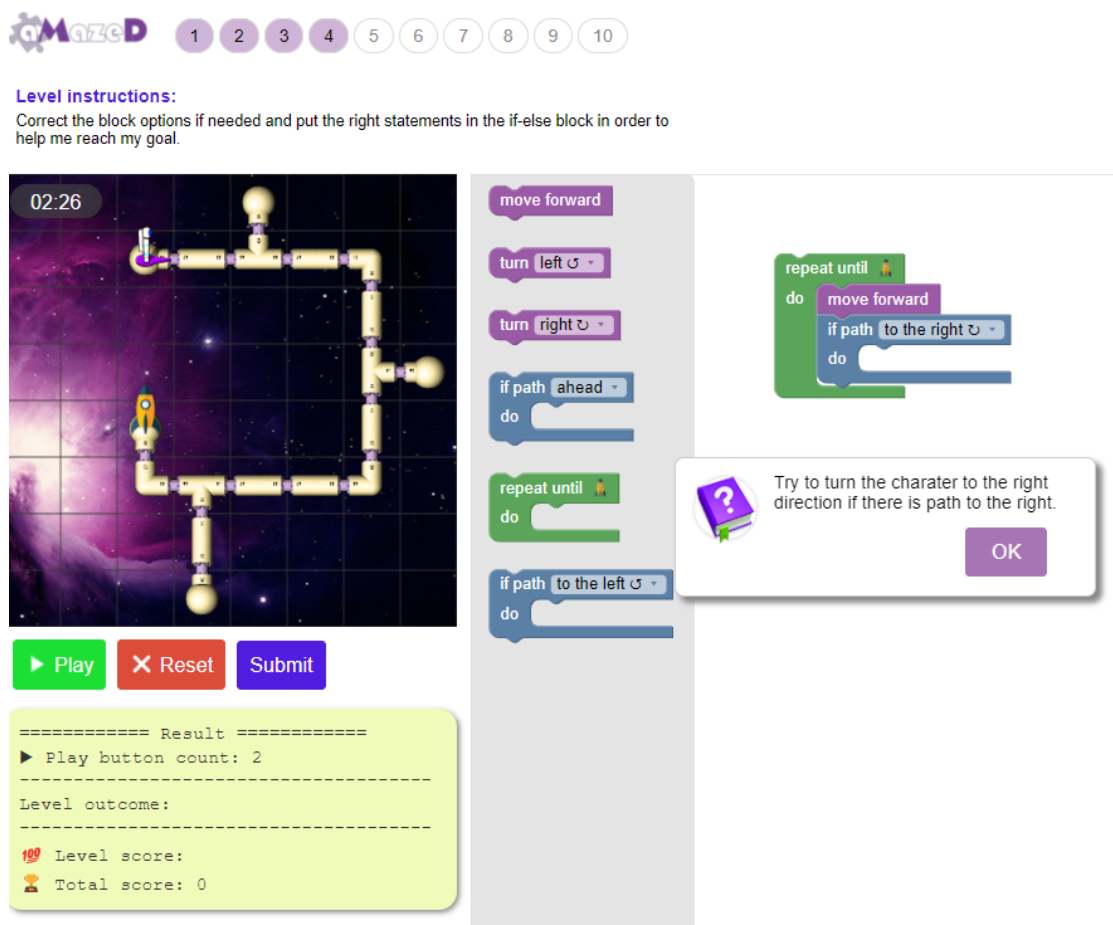 aMazeD
1 2 3 4 5 6 7 8 9 10
Level instructions:
Correct the block options if needed and put the right statements in the if-else block in order to
help me reach my goal.
02:26
move forward
turn left ↺
turn right ↻
if path ahead
do
repeat until
do
if path to the left ↺
do
repeat until
do move forward
if path to the right ↻
do
Try to turn the charater to the right
direction if there is path to the right.
OK
Play Reset Submit
============ Result ============
Play button count: 2
--------------------------------------
Level outcome:
--------------------------------------
💯 Level score:
🏆 Total score: 0